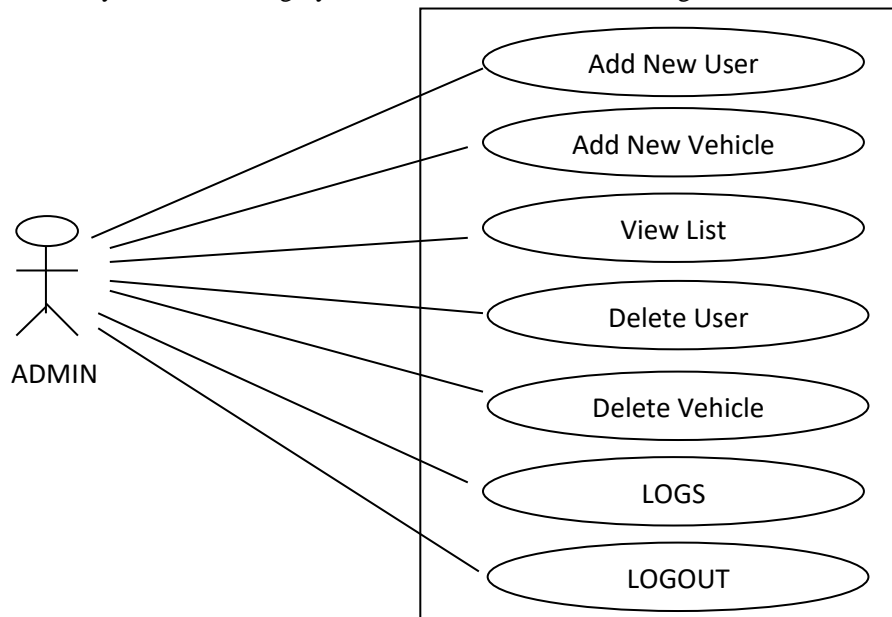 Add New User
Add New Vehicle
View List
Delete User
ADMIN
Delete Vehicle
LOGS
LOGOUT